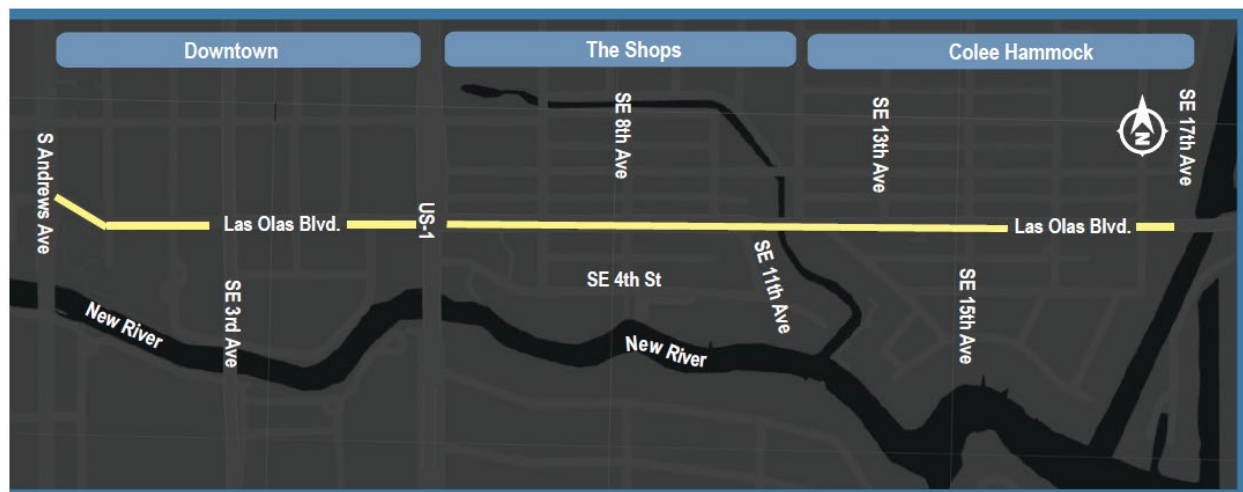 Downtown
The Shops
Colee Hammock
S Andrews Ave
SE 3rd Ave
US-1
SE 8th Ave
SE 11th Ave
SE 13th Ave
SE 15th Ave
SE 17th Ave
N
Las Olas Blvd.
Las Olas Blvd.
SE 4th St
New River
New River